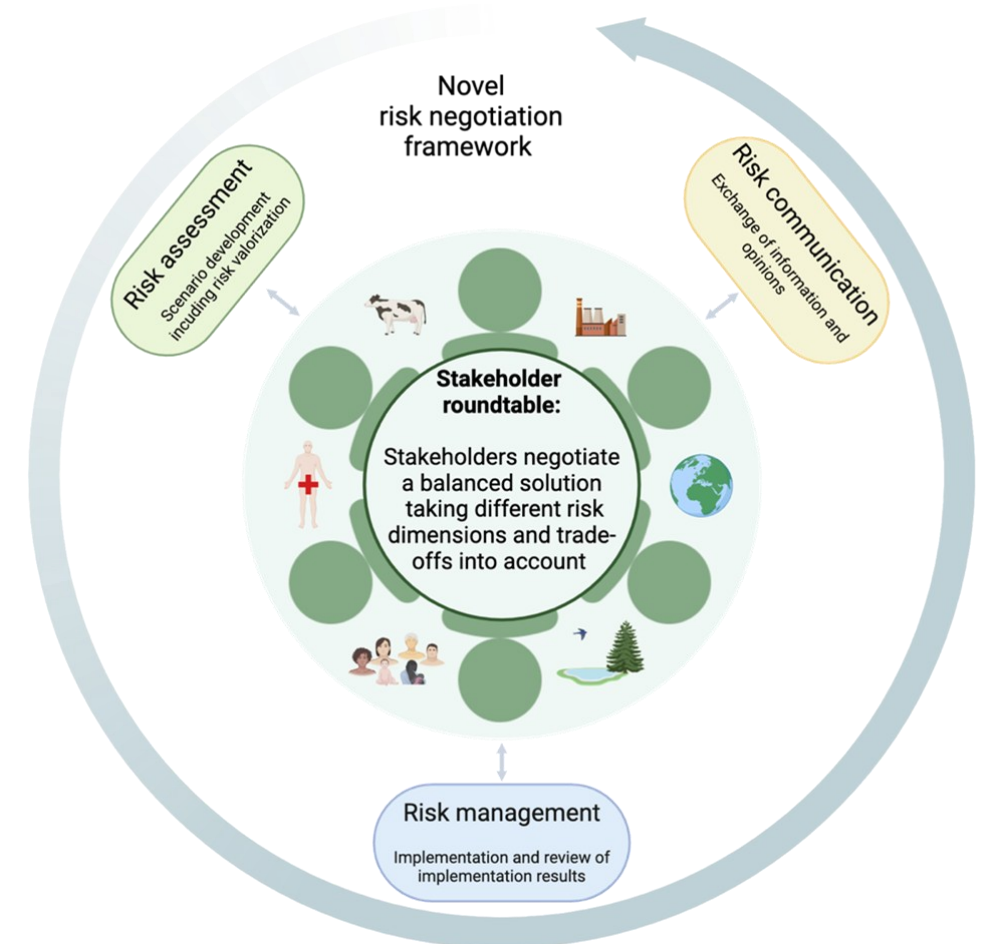 Novel
risk negotiation
framework
Risk assessment
Scenario development
incuding risk valorization
Risk communication
Exchange of information and
opinions
Stakeholder
roundtable:
Stakeholders negotiate
a balanced solution
taking different risk
dimensions and trade-
offs into account
Risk management
Implementation and review of
implementation results